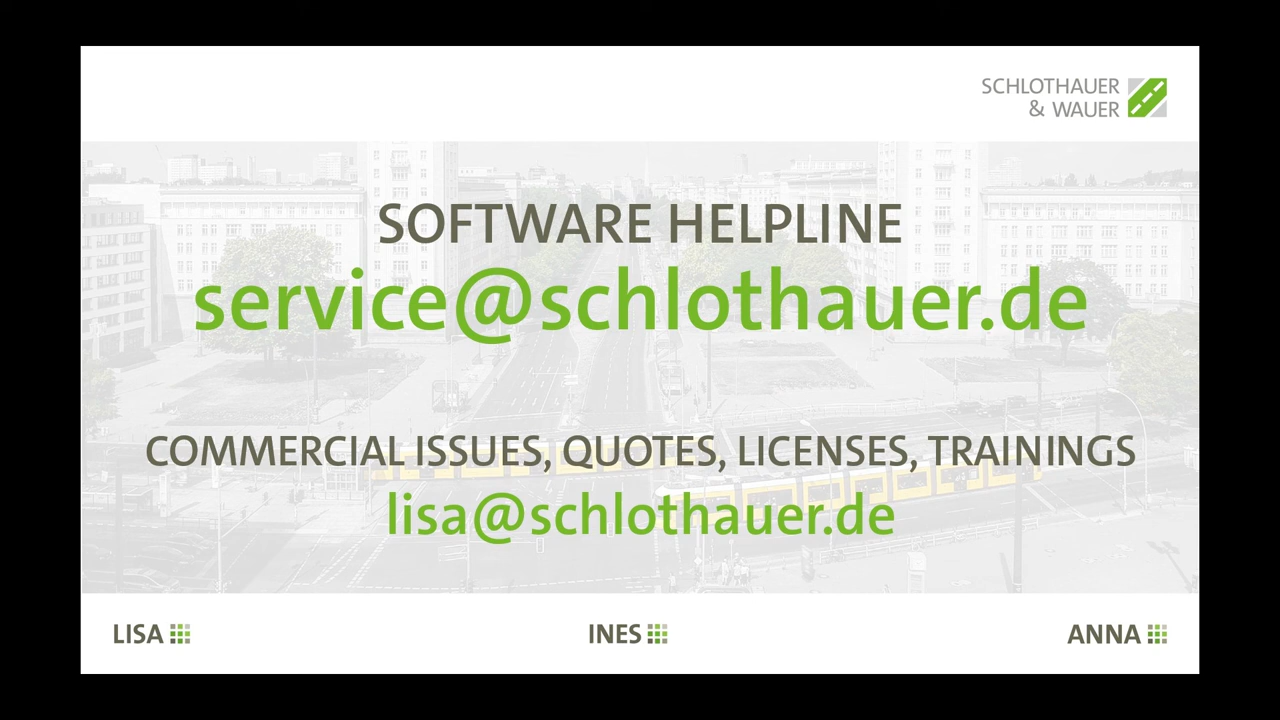 SCHLOTHAUER
& WAUER
SOFTWARE HELPLINE
service@schlothauer.de
COMMERCIAL ISSUES, QUOTES, LICENSES, TRAININGS
lisa@schlothauer.de
LISA INES ANNA